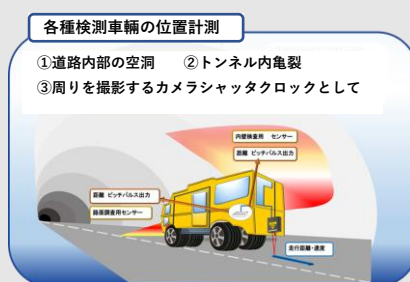 各種検測車輛の位置計測
①道路内部の空洞　②トンネル内亀裂
③周りを撮影するカメラシャッタクロックとして
内壁検査用　センサー
距離 ピッチパルス出力
距離 ピッチパルス出力
路面調査用センサー
走行距離・速度